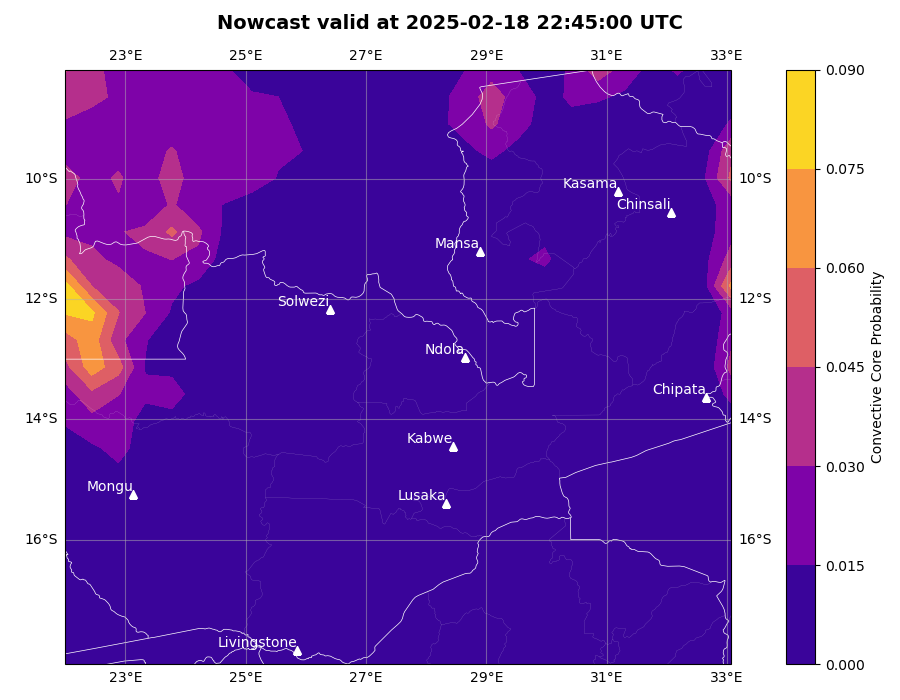 Nowcast valid at 2025-02-18 22:45:00 UTC
23°E 25°E 27°E 29°E 31°E 33°E
0.090
0.075
10°S 10°S
Kasama
Chinsali
Mansa
0.060
12°S 12°S
Solwezi
Ndola
0.045
Chipata
14°S 14°S
Kabwe
0.030
Mongu
Lusaka
16°S 16°S
0.015
Livingstone
0.000
23°E 25°E 27°E 29°E 31°E 33°E
Convective Core Probability